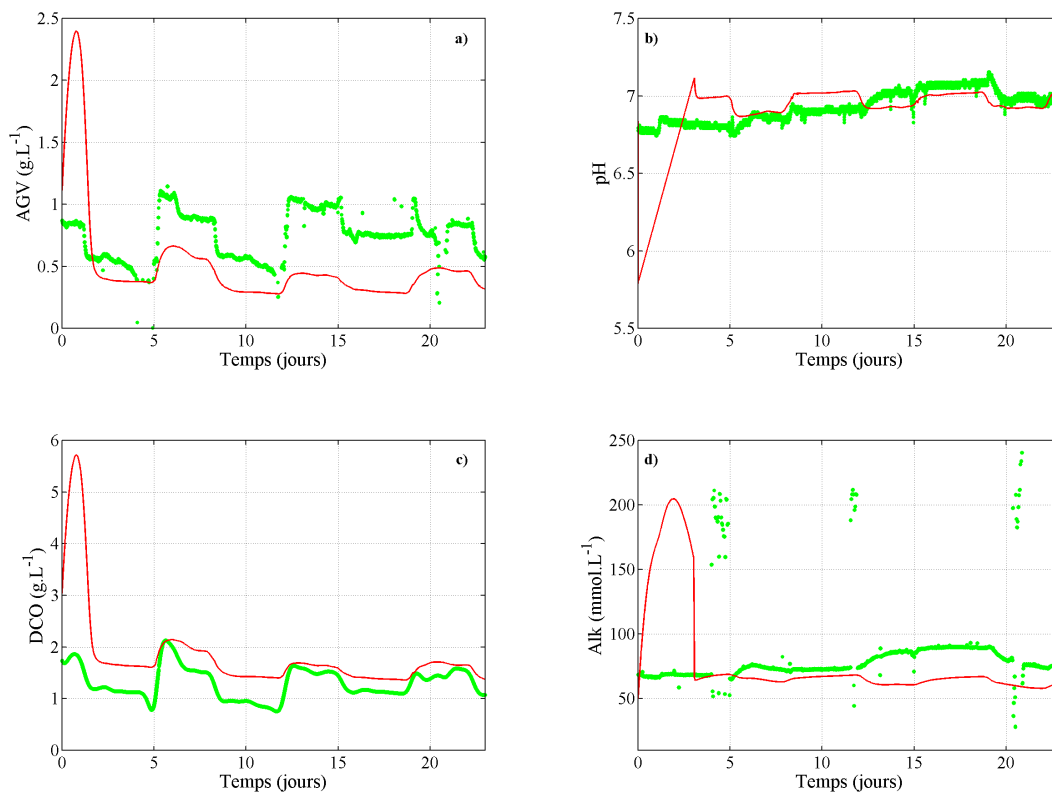 2.5
a)
2
1.5
1
0.5
0
AGV (g.L⁻¹)
0 5 10 15 20
Temps (jours)
7.5
b)
7
6.5
6
5.5
pH
0 5 10 15 20
Temps (jours)
6
c)
5
4
3
2
1
0
DCO (g.L⁻¹)
0 5 10 15 20
Temps (jours)
250
d)
200
150
100
50
Alk (mmol.L⁻¹)
0 5 10 15 20
Temps (jours)